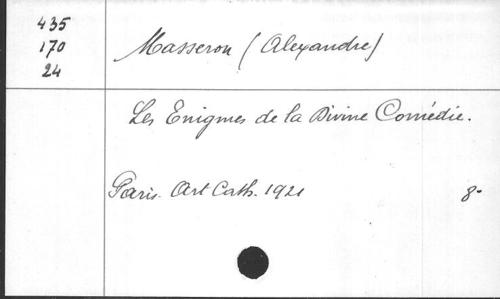 435
170
24
Masseron (Alexandre)
Les Enigmes de la Divine Comédie.
Paris. Art Cath. 1921
8-